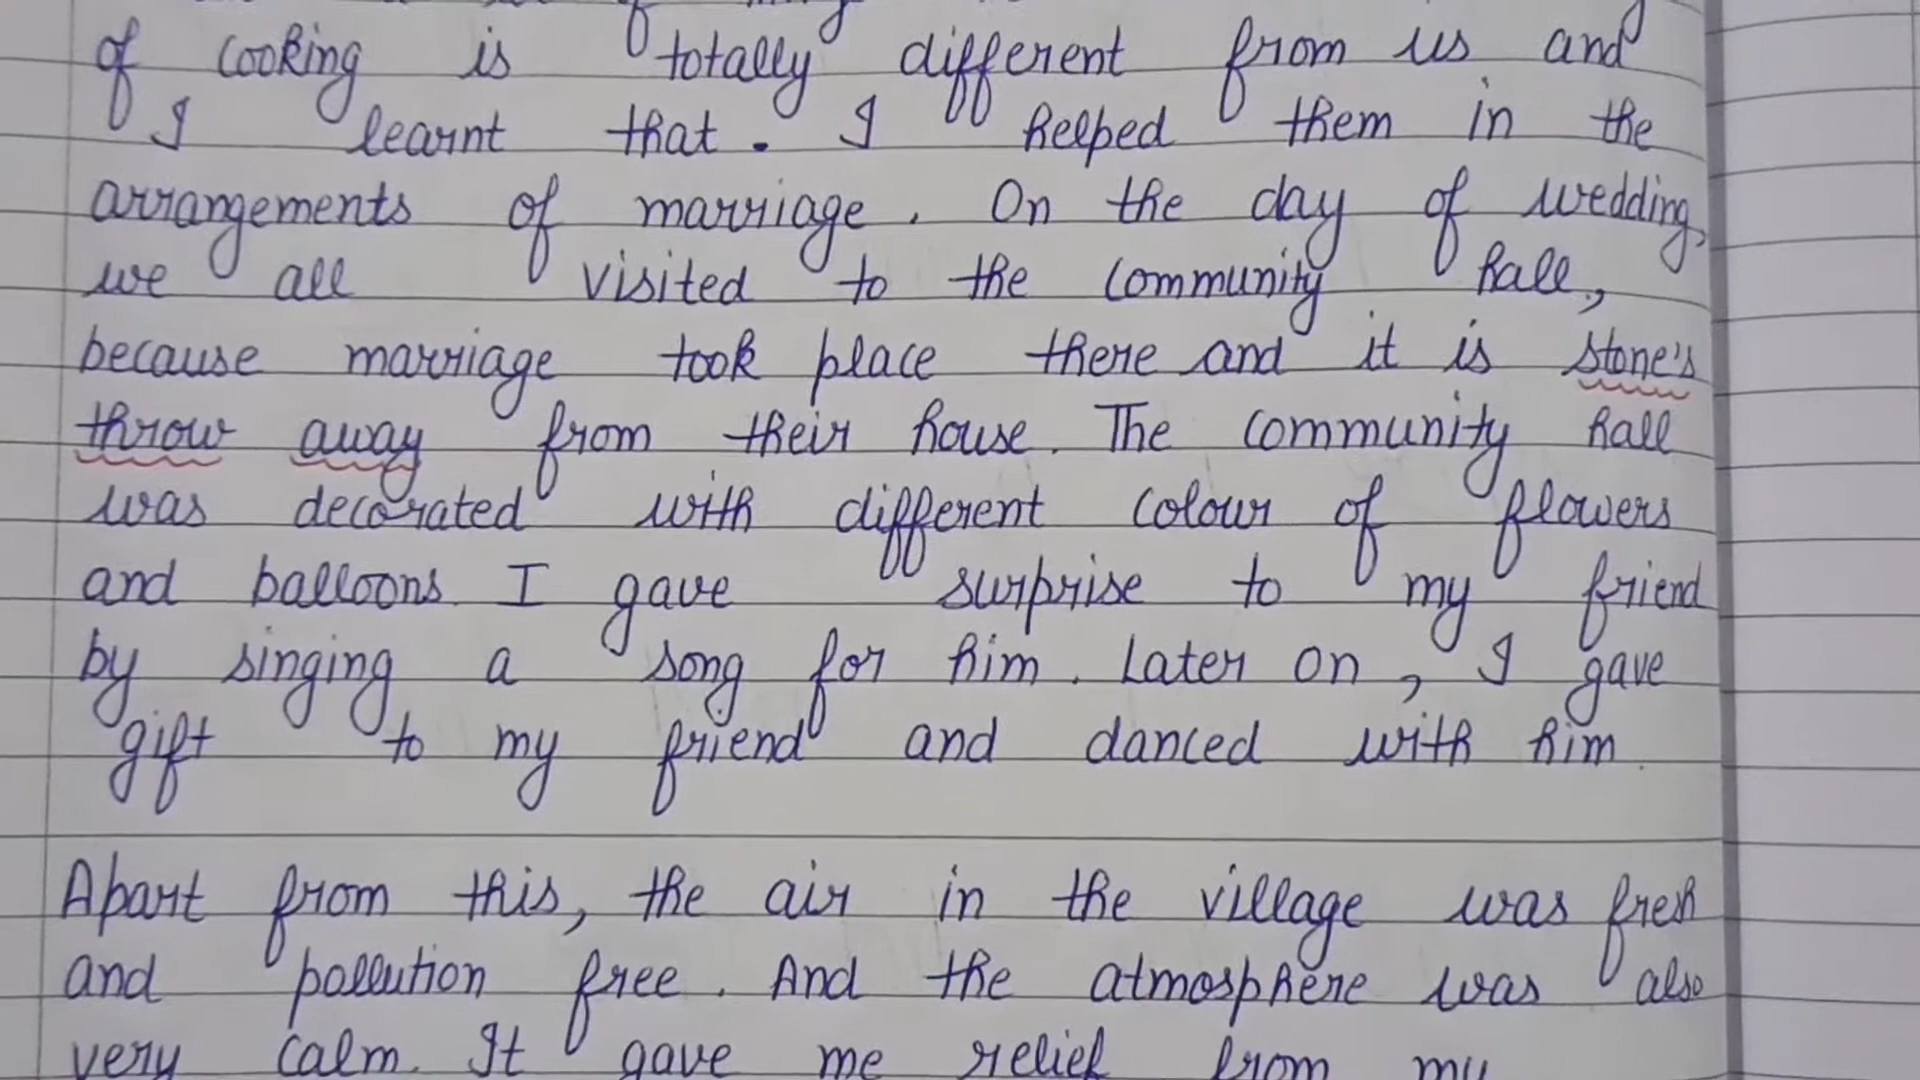 of cooking is totally different from us and
I learnt that. I helped them in the
arrangements of marriage. On the day of wedding,
we all visited to the community hall,
because marriage took place there and it is stone's
throw away from their house. The community hall
was decorated with different colour of flowers
and balloons. I gave surprise to my friend
by singing a song for him. Later on, I gave
gift to my friend and danced with him.
Apart from this, the air in the village was fresh
and pollution free. And the atmosphere was also
very calm. It gave me relief from my